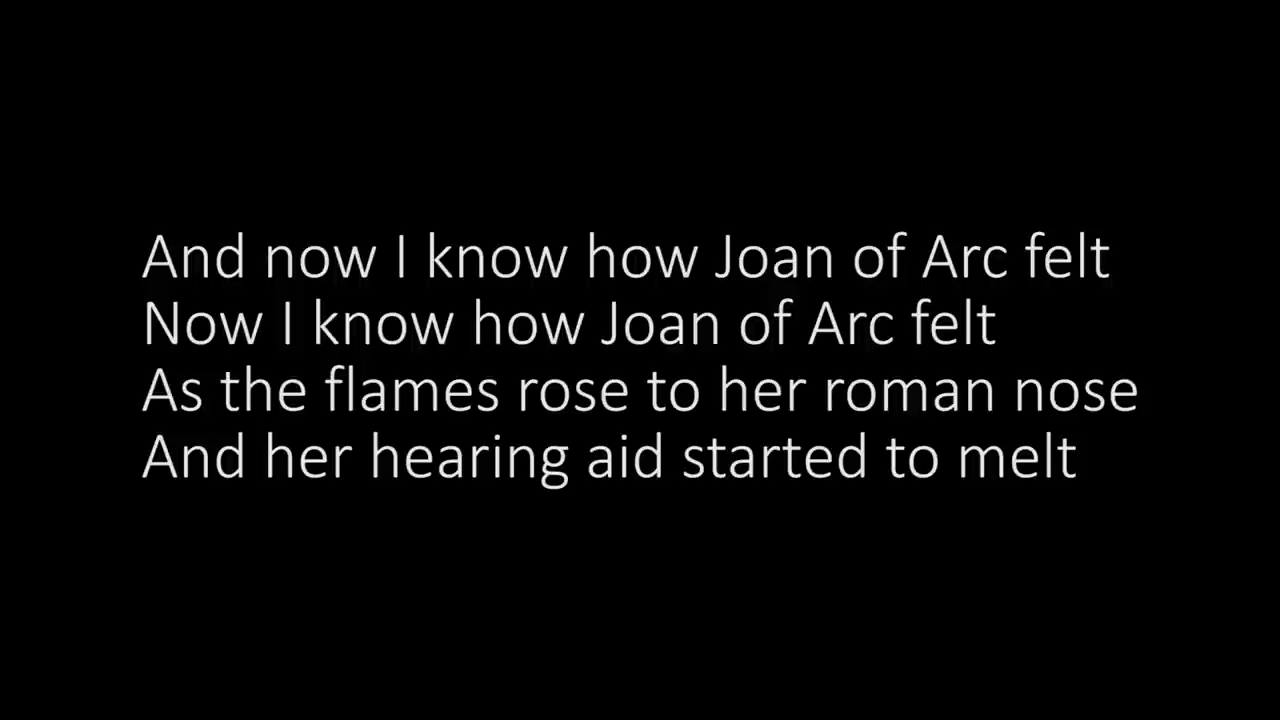 And now I know how Joan of Arc felt
Now I know how Joan of Arc felt
As the flames rose to her roman nose
And her hearing aid started to melt